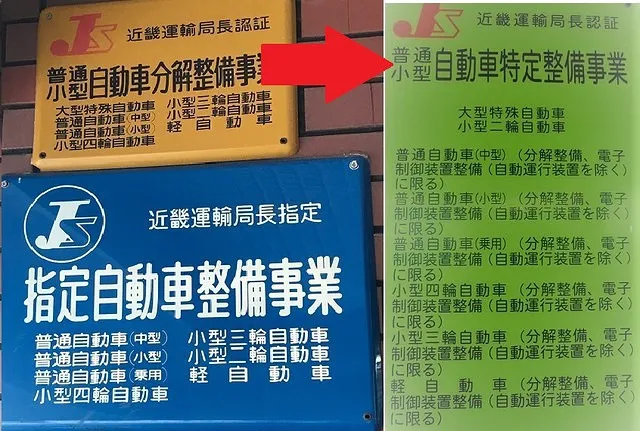 JS 近畿運輸局長認証
普通
小型 自動車分解整備事業
大型特殊自動車 小型三輪自動車
普通自動車(中型) 小型二輪自動車
普通自動車(小型) 軽自動車
小型四輪自動車
JS 近畿運輸局長指定
指定自動車整備事業
普通自動車(中型) 小型三輪自動車
普通自動車(小型) 小型二輪自動車
普通自動車(乗用) 軽自動車
小型四輪自動車
JS 近畿運輸局長認証
普通
小型 自動車特定整備事業
大型特殊自動車
小型二輪自動車
普通自動車(中型)(分解整備、電子
制御装置整備(自動運行装置を除く)
に限る)
普通自動車(小型)(分解整備、電子
制御装置整備(自動運行装置を除く)
に限る)
普通自動車(乗用)(分解整備、電子
制御装置整備(自動運行装置を除く)
に限る)
小型四輪自動車(分解整備、電子
制御装置整備(自動運行装置を除く)
に限る)
小型三輪自動車(分解整備、電子
制御装置整備(自動運行装置を除く)
に限る)
軽自動車(分解整備、電子
制御装置整備(自動運行装置を除く)
に限る)